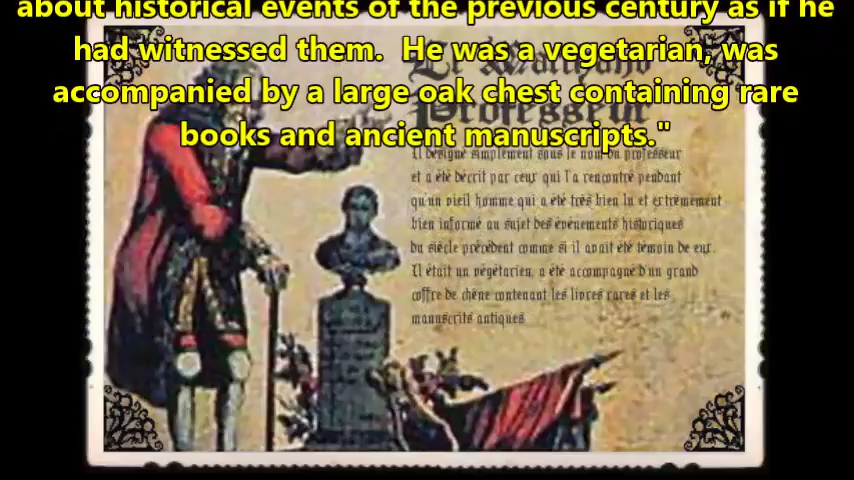 about historical events of the previous century as if he
had witnessed them. He was a vegetarian, was
accompanied by a large oak chest containing rare
books and ancient manuscripts."
Professeur
Il désigné simplement sous le nom du professeur
et a été décrit par ceux qui l'a rencontré pendant
qu'un vieil homme qui a été très bien lu et extrêmement
bien informé au sujet des événements historiques
du siècle précédent comme si il avait été témoin de eux.
Il était un végétarien, a été accompagné d'un grand
coffre de chêne contenant les livres rares et les
manuscrits antiques